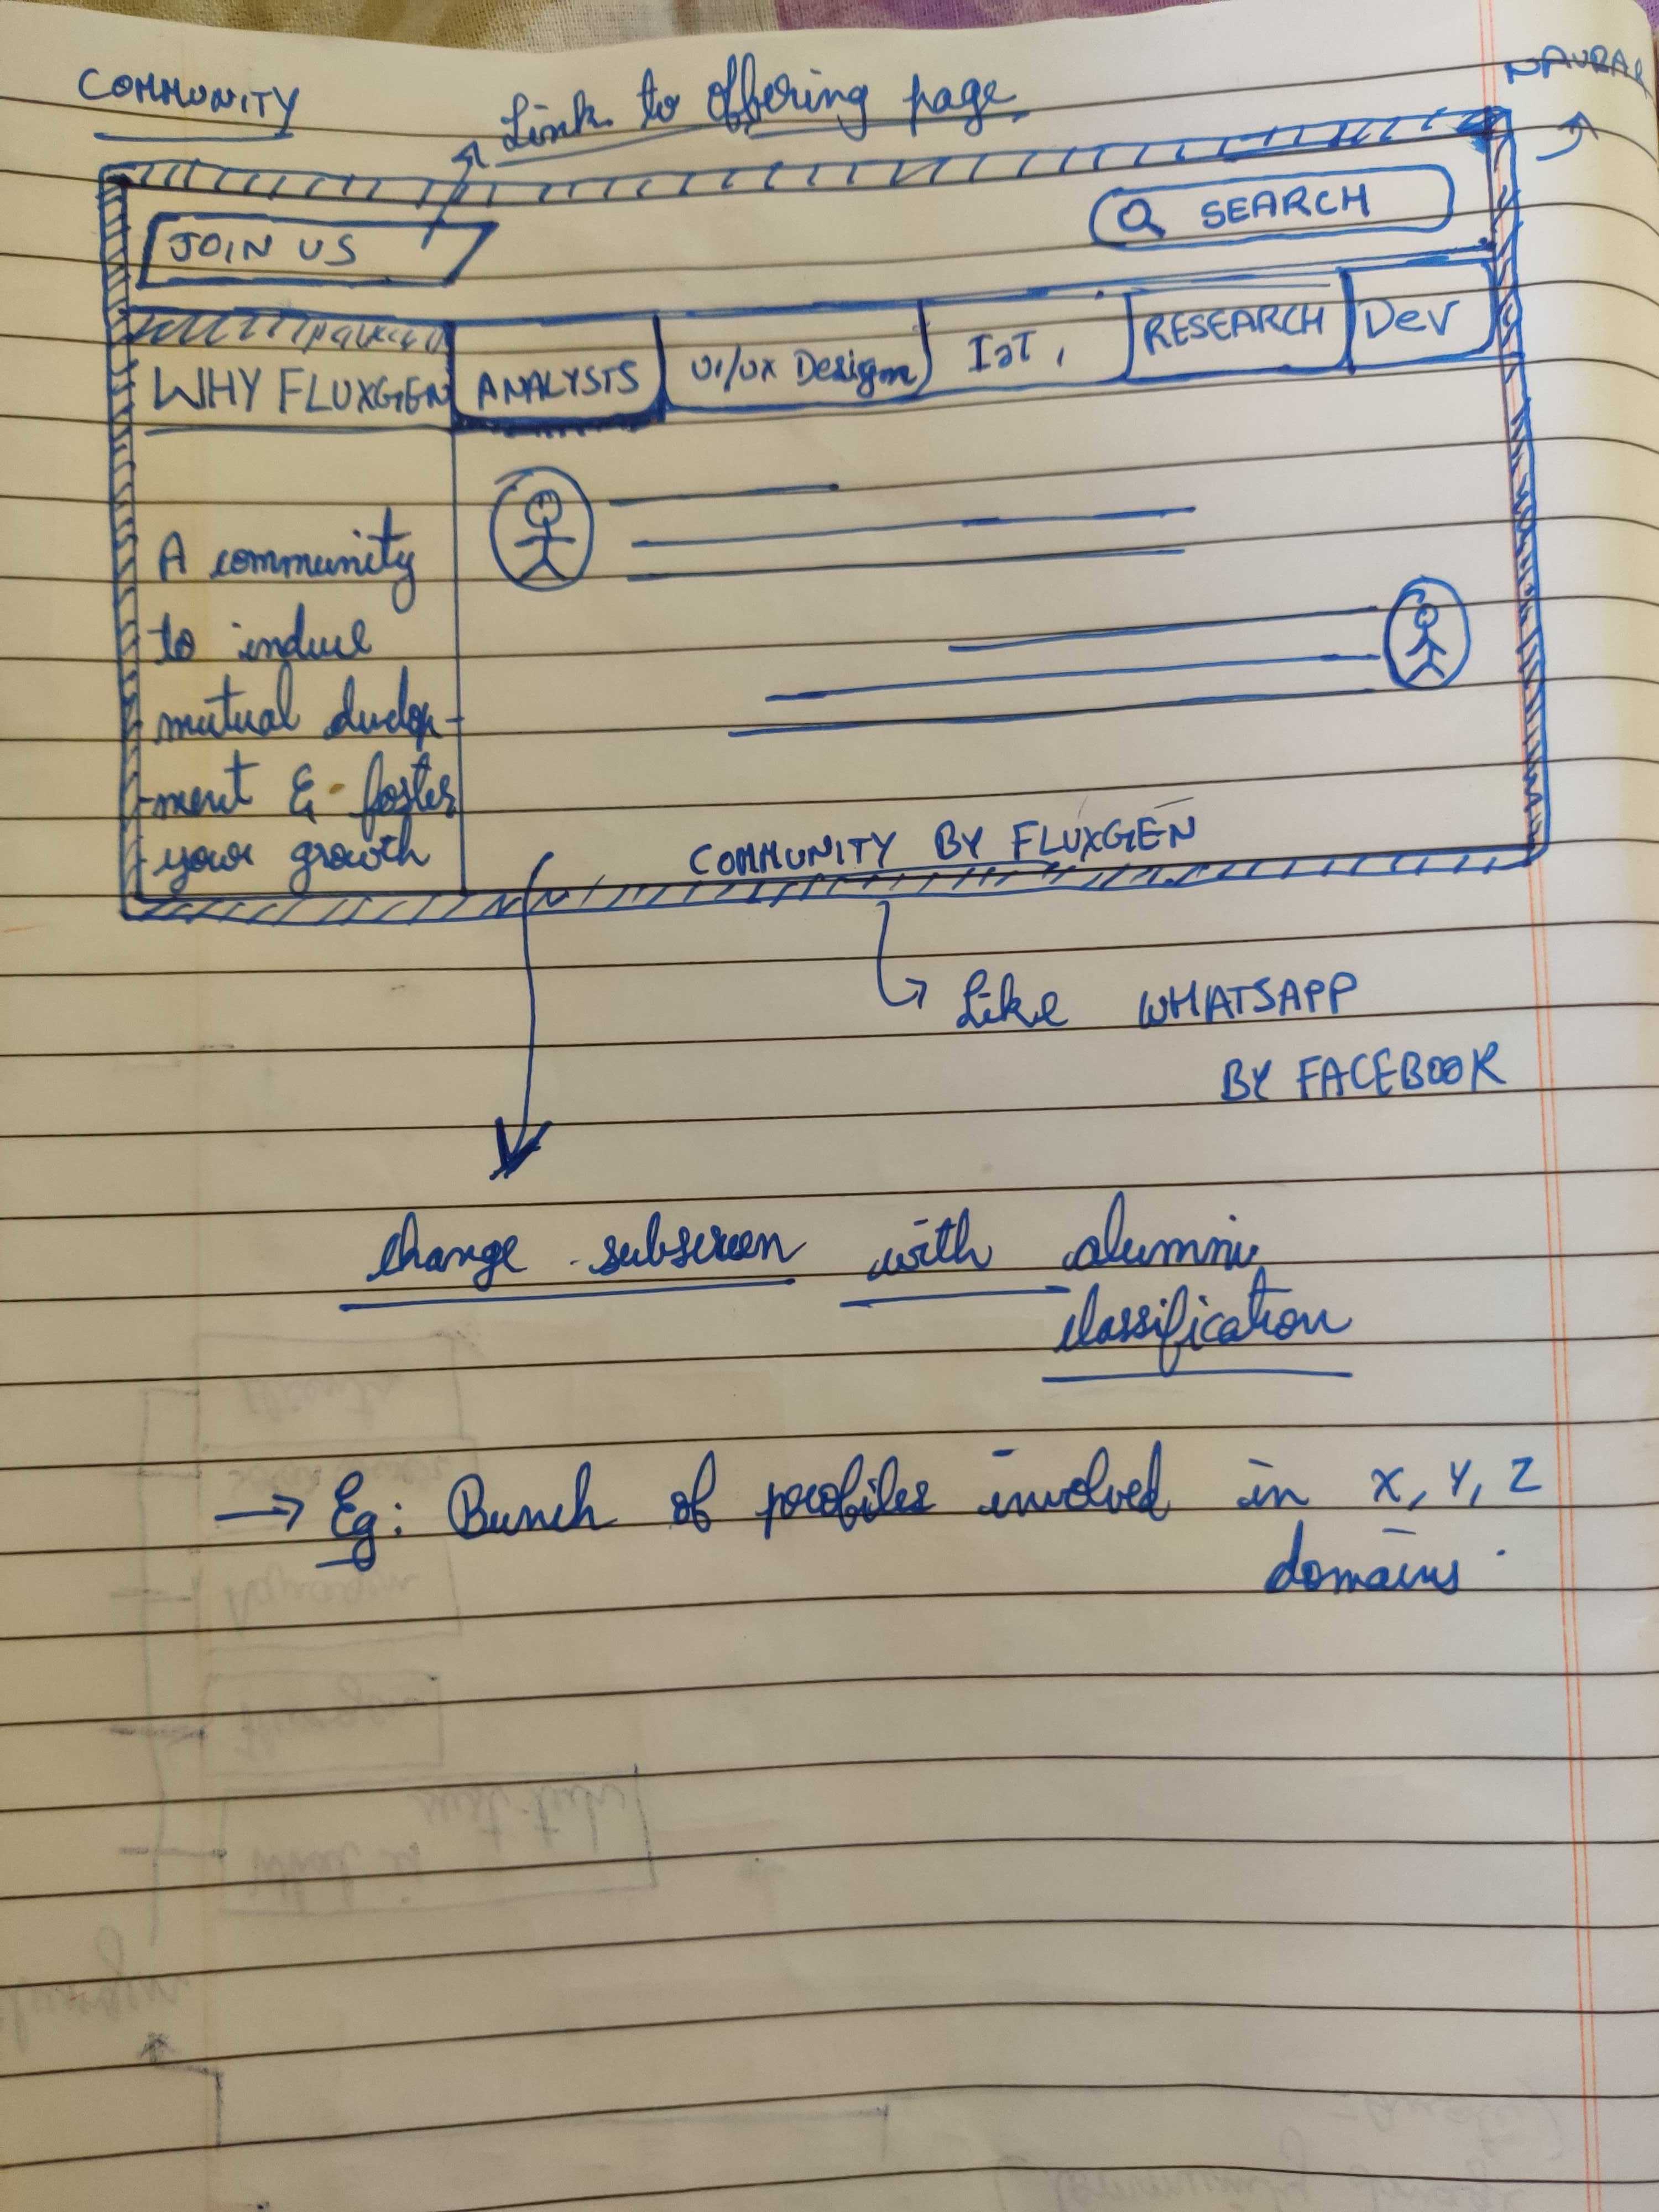 COMMUNITY
Link to offering page
NAVBAR
JOIN US
SEARCH
WHY FLUXGEN
ANALYSTS
UI/UX Design
IoT,
RESEARCH
Dev
A community
to induce
mutual develop-
ment & foster
your growth
COMMUNITY BY FLUXGEN
Like WHATSAPP
BY FACEBOOK
change subscreen with alumni
classification
→ Eg: Bunch of profiles involved in X, Y, Z
domains.